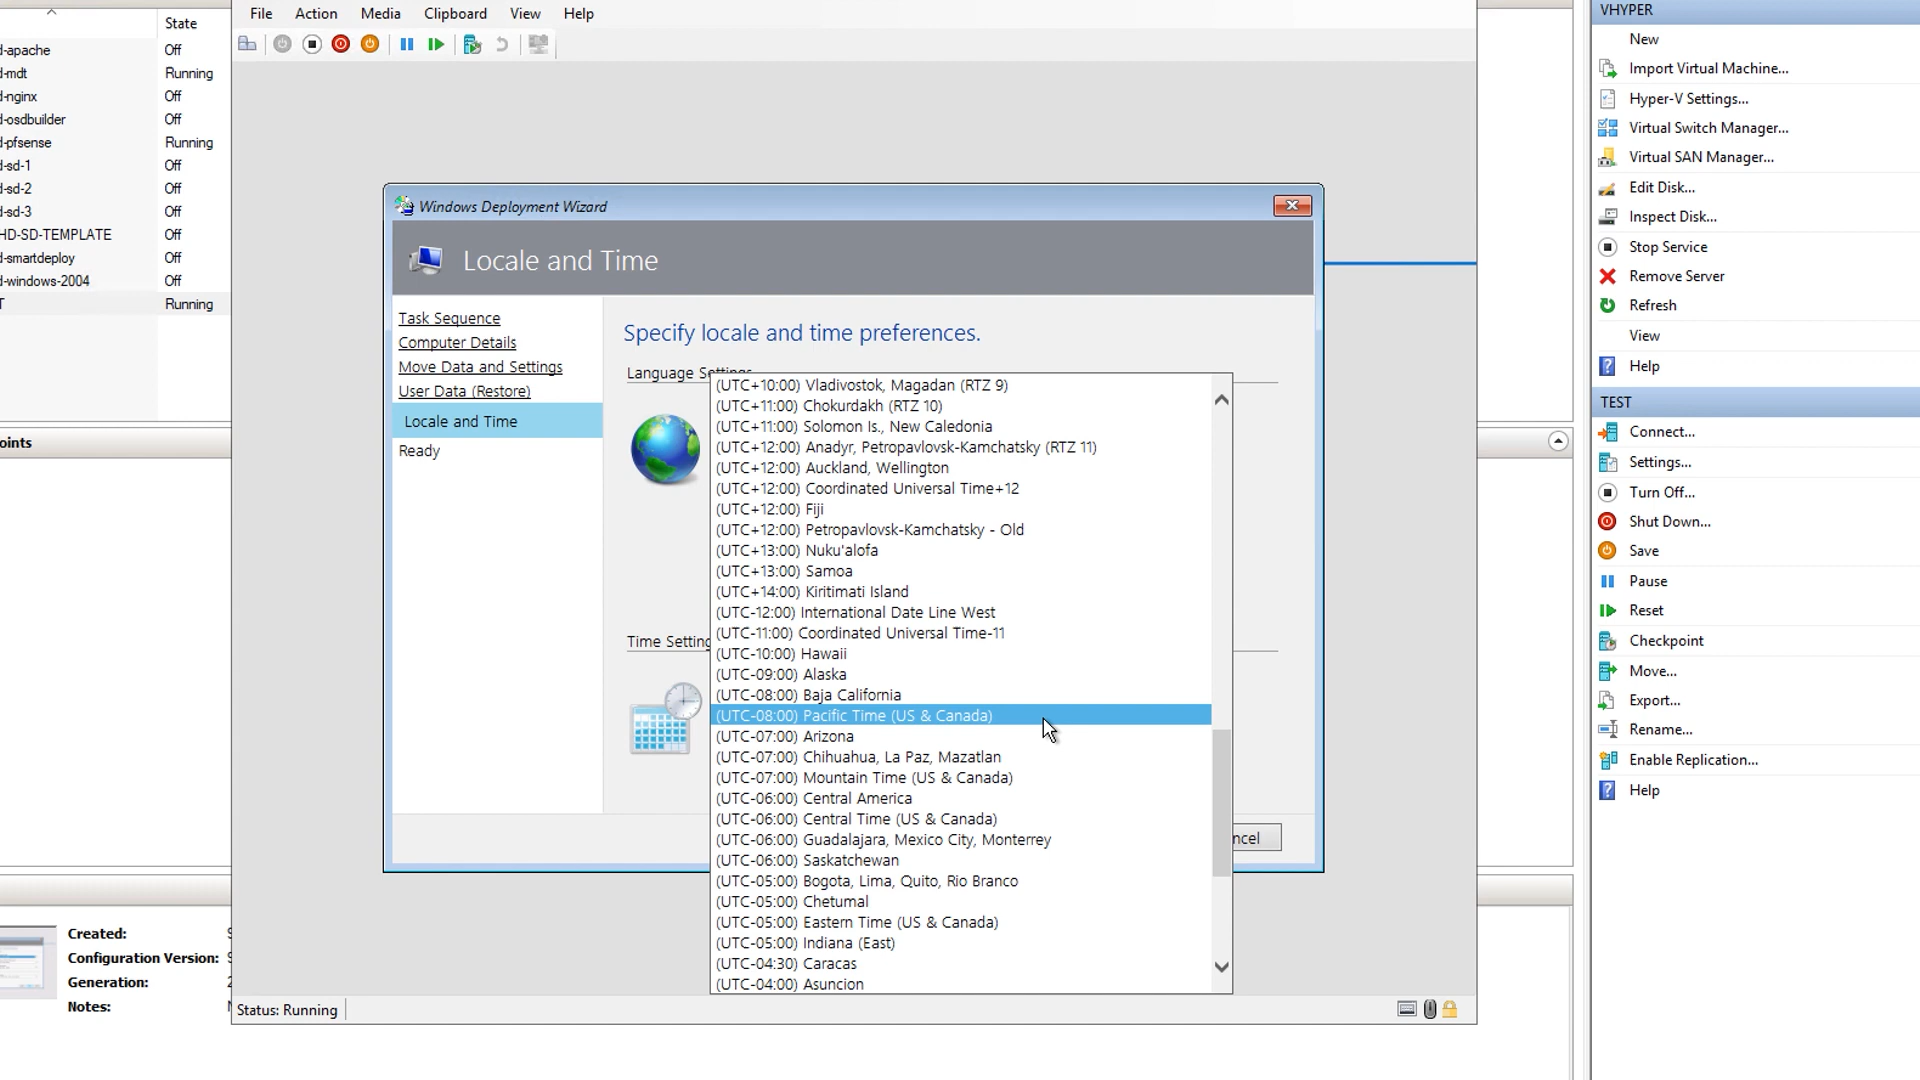 State
d-apache Off
d-mdt Running
d-nginx Off
d-osdbuilder Off
d-pfsense Running
d-sd-1 Off
d-sd-2 Off
d-sd-3 Off
HD-SD-TEMPLATE Off
d-smartdeploy Off
d-windows-2004 Off
T Running
oints
Created:
Configuration Version:
Generation:
Notes:
File Action Media Clipboard View Help
Windows Deployment Wizard
Locale and Time
Task Sequence
Computer Details
Move Data and Settings
User Data (Restore)
Locale and Time
Ready
Specify locale and time preferences.
Language Settings
(UTC+10:00) Vladivostok, Magadan (RTZ 9)
(UTC+11:00) Chokurdakh (RTZ 10)
(UTC+11:00) Solomon Is., New Caledonia
(UTC+12:00) Anadyr, Petropavlovsk-Kamchatsky (RTZ 11)
(UTC+12:00) Auckland, Wellington
(UTC+12:00) Coordinated Universal Time+12
(UTC+12:00) Fiji
(UTC+12:00) Petropavlovsk-Kamchatsky - Old
(UTC+13:00) Nuku'alofa
(UTC+13:00) Samoa
(UTC+14:00) Kiritimati Island
(UTC-12:00) International Date Line West
(UTC-11:00) Coordinated Universal Time-11
(UTC-10:00) Hawaii
(UTC-09:00) Alaska
(UTC-08:00) Baja California
(UTC-08:00) Pacific Time (US & Canada)
(UTC-07:00) Arizona
(UTC-07:00) Chihuahua, La Paz, Mazatlan
(UTC-07:00) Mountain Time (US & Canada)
(UTC-06:00) Central America
(UTC-06:00) Central Time (US & Canada)
(UTC-06:00) Guadalajara, Mexico City, Monterrey
(UTC-06:00) Saskatchewan
(UTC-05:00) Bogota, Lima, Quito, Rio Branco
(UTC-05:00) Chetumal
(UTC-05:00) Eastern Time (US & Canada)
(UTC-05:00) Indiana (East)
(UTC-04:30) Caracas
(UTC-04:00) Asuncion
Time Setting
ncel
Status: Running
VHYPER
New
Import Virtual Machine...
Hyper-V Settings...
Virtual Switch Manager...
Virtual SAN Manager...
Edit Disk...
Inspect Disk...
Stop Service
Remove Server
Refresh
View
Help
TEST
Connect...
Settings...
Turn Off...
Shut Down...
Save
Pause
Reset
Checkpoint
Move...
Export...
Rename...
Enable Replication...
Help